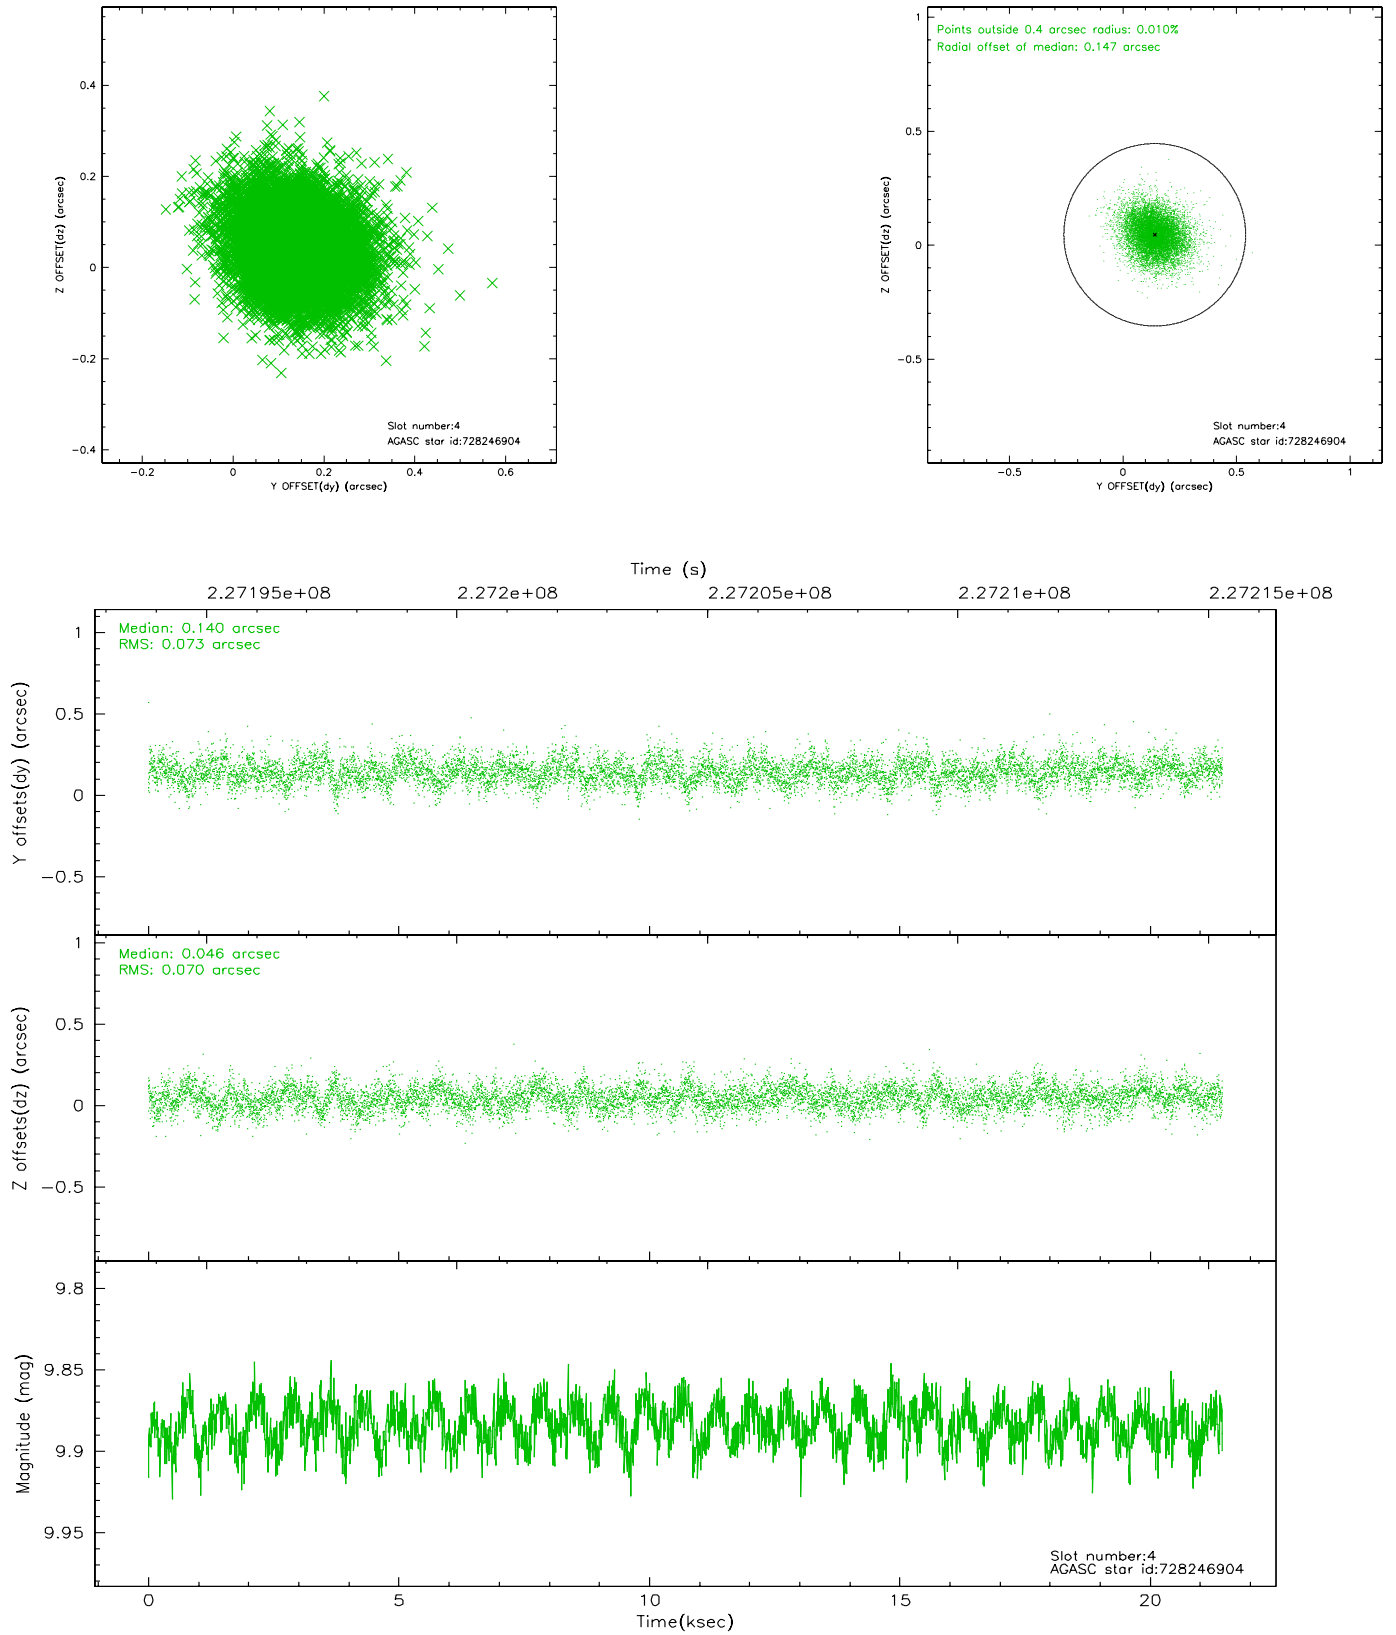 0.4
0.2
0
−0.2
−0.4
Z OFFSET(dz) (arcsec)
Slot number:4
AGASC star id:728246904
−0.2 0 0.2 0.4 0.6
Y OFFSET(dy) (arcsec)
Points outside 0.4 arcsec radius: 0.010%
Radial offset of median: 0.147 arcsec
1
0.5
0
−0.5
Z OFFSET(dz) (arcsec)
Slot number:4
AGASC star id:728246904
−0.5 0 0.5 1
Y OFFSET(dy) (arcsec)
Time (s)
2.27195e+08 2.272e+08 2.27205e+08 2.2721e+08 2.27215e+08
Median: 0.140 arcsec
RMS: 0.073 arcsec
1
0.5
0
−0.5
Y offsets(dy) (arcsec)
Median: 0.046 arcsec
RMS: 0.070 arcsec
1
0.5
0
−0.5
Z offsets(dz) (arcsec)
9.8
9.85
9.9
9.95
Magnitude (mag)
Slot number:4
AGASC star id:728246904
0 5 10 15 20
Time(ksec)